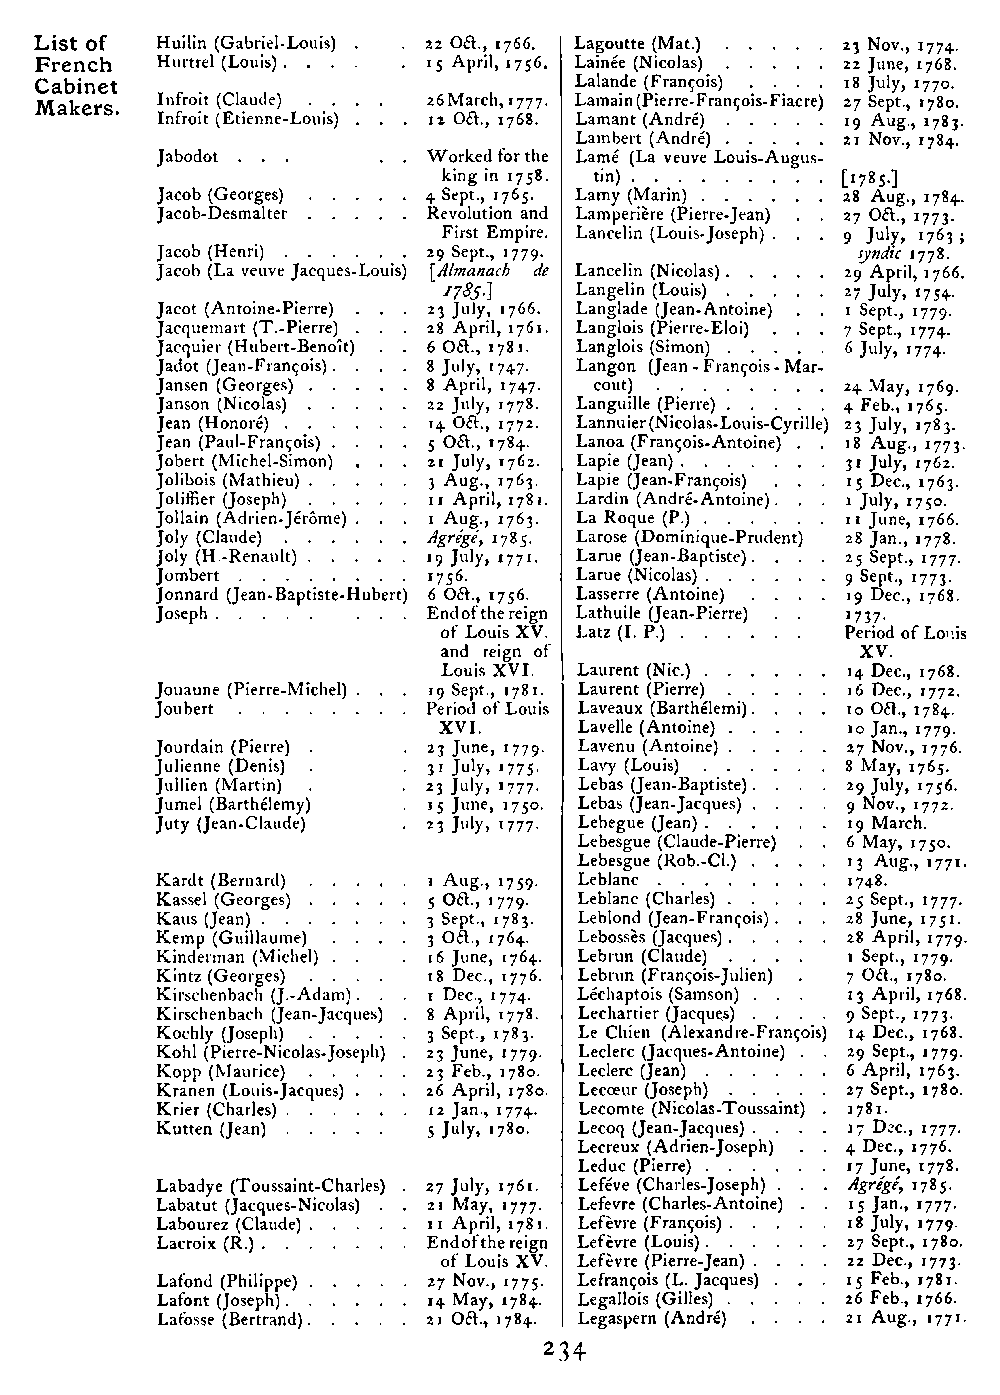 List of
French
Cabinet
Makers.
Huilin (Gabriel-Louis) . . 22 Oct., 1766.
Hurtrel (Louis) . . . . . 15 April, 1756.
Infroit (Claude) . . . . 26 March, 1777.
Infroit (Etienne-Louis) . . . 12 Oct., 1768.
Jabodot . . . . . Worked for the
king in 1758.
Jacob (Georges) . . . . . 4 Sept., 1765.
Jacob-Desmalter . . . . . Revolution and
First Empire.
Jacob (Henri) . . . . . . 29 Sept., 1779.
Jacob (La veuve Jacques-Louis) [Almanach de
1785.]
Jacot (Antoine-Pierre) . . . 23 July, 1766.
Jacquemart (T.-Pierre) . . . 28 April, 1761.
Jacquier (Hubert-Benoît) . . 6 Oct., 1781.
Jadot (Jean-François) . . . . 8 July, 1747.
Jansen (Georges) . . . . . 8 April, 1747.
Janson (Nicolas) . . . . . 22 July, 1778.
Jean (Honoré) . . . . . . 14 Oct., 1772.
Jean (Paul-François) . . . . 5 Oct., 1784.
Jobert (Michel-Simon) . . . 21 July, 1762.
Jolibois (Mathieu) . . . . . 3 Aug., 1763.
Joliffier (Joseph) . . . . . 11 April, 1781.
Jollain (Adrien-Jérôme) . . . 1 Aug., 1763.
Joly (Claude) . . . . . . Agrégé, 1785.
Joly (H.-Renault) . . . . . 19 July, 1771.
Jombert . . . . . . . . 1756.
Jonnard (Jean-Baptiste-Hubert) 6 Oct., 1756.
Joseph . . . . . . . . End of the reign
of Louis XV.
and reign of
Louis XVI.
Jouaune (Pierre-Michel) . . . 19 Sept., 1781.
Joubert . . . . . . . . Period of Louis
XVI.
Jourdain (Pierre) . . 23 June, 1779.
Julienne (Denis) . . 31 July, 1775.
Jullien (Martin) . . 23 July, 1777.
Jumel (Barthélemy) . 15 June, 1750.
Juty (Jean-Claude) . 23 July, 1777.
Kardt (Bernard) . . . . . 1 Aug., 1759.
Kassel (Georges) . . . . . 5 Oct., 1779.
Kaus (Jean) . . . . . . . 3 Sept., 1783.
Kemp (Guillaume) . . . . 3 Oct., 1764.
Kinderman (Michel) . . . 16 June, 1764.
Kintz (Georges) . . . . . 18 Dec., 1776.
Kirschenbach (J.-Adam) . . . 1 Dec., 1774.
Kirschenbach (Jean-Jacques) . 8 April, 1778.
Kochly (Joseph) . . . . . 3 Sept., 1783.
Kohl (Pierre-Nicolas-Joseph) . 23 June, 1779.
Kopp (Maurice) . . . . . 23 Feb., 1780.
Kranen (Louis-Jacques) . . . 26 April, 1780.
Krier (Charles) . . . . . . 12 Jan., 1774.
Kutten (Jean) . . . . . 5 July, 1780.
Labadye (Toussaint-Charles) . 27 July, 1761.
Labatut (Jacques-Nicolas) . . 21 May, 1777.
Labourez (Claude) . . . . . 11 April, 1781.
Lacroix (R.) . . . . . . . End of the reign
of Louis XV.
Lafond (Philippe) . . . . . 27 Nov., 1775.
Lafont (Joseph) . . . . . . 14 May, 1784.
Lafosse (Bertrand) . . . . . 21 Oct., 1784.
Lagoutte (Mat.) . . . . . 23 Nov., 1774.
Lainée (Nicolas) . . . . . 22 June, 1768.
Lalande (François) . . . . 18 July, 1770.
Lamain (Pierre-François-Fiacre) 27 Sept., 1780.
Lamant (André) . . . . . 19 Aug., 1783.
Lambert (André) . . . . . 21 Nov., 1784.
Lamé (La veuve Louis-Augus-
tin) . . . . . . . . . [1785.]
Lamy (Marin) . . . . . . 28 Aug., 1784.
Lamperière (Pierre-Jean) . . 27 Oct., 1773.
Lancelin (Louis-Joseph) . . . 9 July, 1763;
syndic 1778.
Lancelin (Nicolas) . . . . . 29 April, 1766.
Langelin (Louis) . . . . . 27 July, 1754.
Langlade (Jean-Antoine) . . 1 Sept., 1779.
Langlois (Pierre-Eloi) . . . 7 Sept., 1774.
Langlois (Simon) . . . . . 6 July, 1774.
Langon (Jean-François-Mar-
cout) . . . . . . . . 24 May, 1769.
Languille (Pierre) . . . . . 4 Feb., 1765.
Lannuier (Nicolas-Louis-Cyrille) 23 July, 1783.
Lanoa (François-Antoine) . . 18 Aug., 1773.
Lapie (Jean) . . . . . . . 31 July, 1762.
Lapie (Jean-François) . . . 15 Dec., 1763.
Lardin (André-Antoine) . . . 1 July, 1750.
La Roque (P.) . . . . . . 11 June, 1766.
Larose (Dominique-Prudent) 28 Jan., 1778.
Larue (Jean-Baptiste) . . . . 25 Sept., 1777.
Larue (Nicolas) . . . . . . 9 Sept., 1773.
Lasserre (Antoine) . . . . 19 Dec., 1768.
Lathuile (Jean-Pierre) . . 1737.
Latz (I. P.) . . . . . . Period of Louis
XV.
Laurent (Nic.) . . . . . . 14 Dec., 1768.
Laurent (Pierre) . . . . . 16 Dec., 1772.
Laveaux (Barthélemi) . . . . 10 Oct., 1784.
Lavelle (Antoine) . . . . . 10 Jan., 1779.
Lavenu (Antoine) . . . . . 27 Nov., 1776.
Lavy (Louis) . . . . . . 8 May, 1765.
Lebas (Jean-Baptiste) . . . . 29 July, 1756.
Lebas (Jean-Jacques) . . . . 9 Nov., 1772.
Lebegue (Jean) . . . . . . 19 March.
Lebesgue (Claude-Pierre) . . 6 May, 1750.
Lebesgue (Rob.-Cl.) . . . . 13 Aug., 1771.
Leblanc . . . . . . . . 1748.
Leblanc (Charles) . . . . . 25 Sept., 1777.
Leblond (Jean-François) . . . 28 June, 1751.
Lebossès (Jacques) . . . . . 28 April, 1779.
Lebrun (Claude) . . . . . 1 Sept., 1779.
Lebrun (François-Julien) . 7 Oct., 1780.
Léchaptois (Samson) . . . 13 April, 1768.
Lechartier (Jacques) . . . . 9 Sept., 1773.
Le Chien (Alexandre-François) 14 Dec., 1768.
Leclerc (Jacques-Antoine) . . 29 Sept., 1779.
Leclerc (Jean) . . . . . . 6 April, 1763.
Lecœur (Joseph) . . . . . 27 Sept., 1780.
Lecomte (Nicolas-Toussaint) . 1781.
Lecoq (Jean-Jacques) . . . . 17 Dec., 1777.
Lecreux (Adrien-Joseph) . . 4 Dec., 1776.
Leduc (Pierre) . . . . . . 17 June, 1778.
Leféve (Charles-Joseph) . . . Agrégé, 1785.
Lefevre (Charles-Antoine) . . 15 Jan., 1777.
Lefèvre (François) . . . . . 18 July, 1779.
Lefèvre (Louis) . . . . . . 27 Sept., 1780.
Lefèvre (Pierre-Jean) . . . . 22 Dec., 1773.
Lefrançois (L. Jacques) . . . 15 Feb., 1781.
Legallois (Gilles) . . . . . 26 Feb., 1766.
Legaspern (André) . . . . 21 Aug., 1771.
234